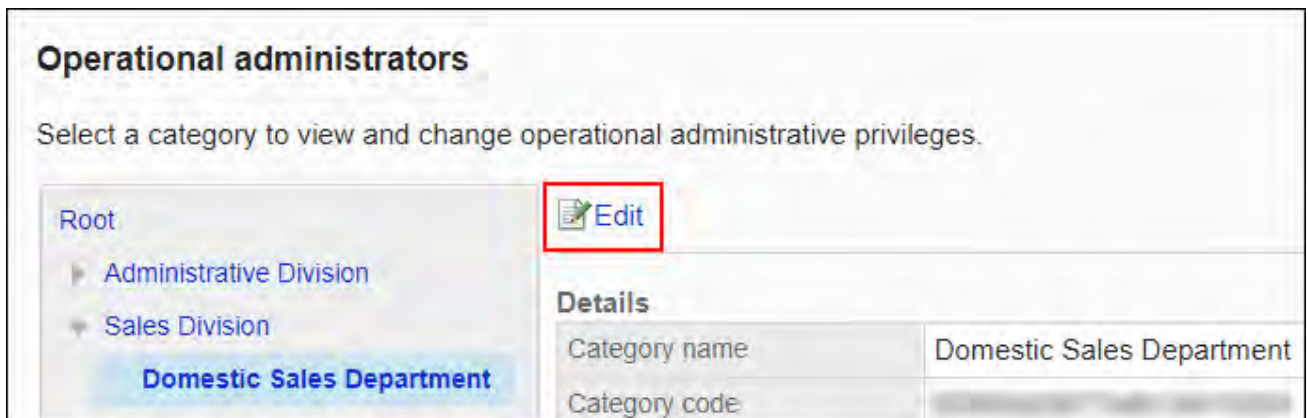 Operational administrators
Select a category to view and change operational administrative privileges.
Root
Administrative Division
Sales Division
Domestic Sales Department
Edit
Details
Category name Domestic Sales Department
Category code